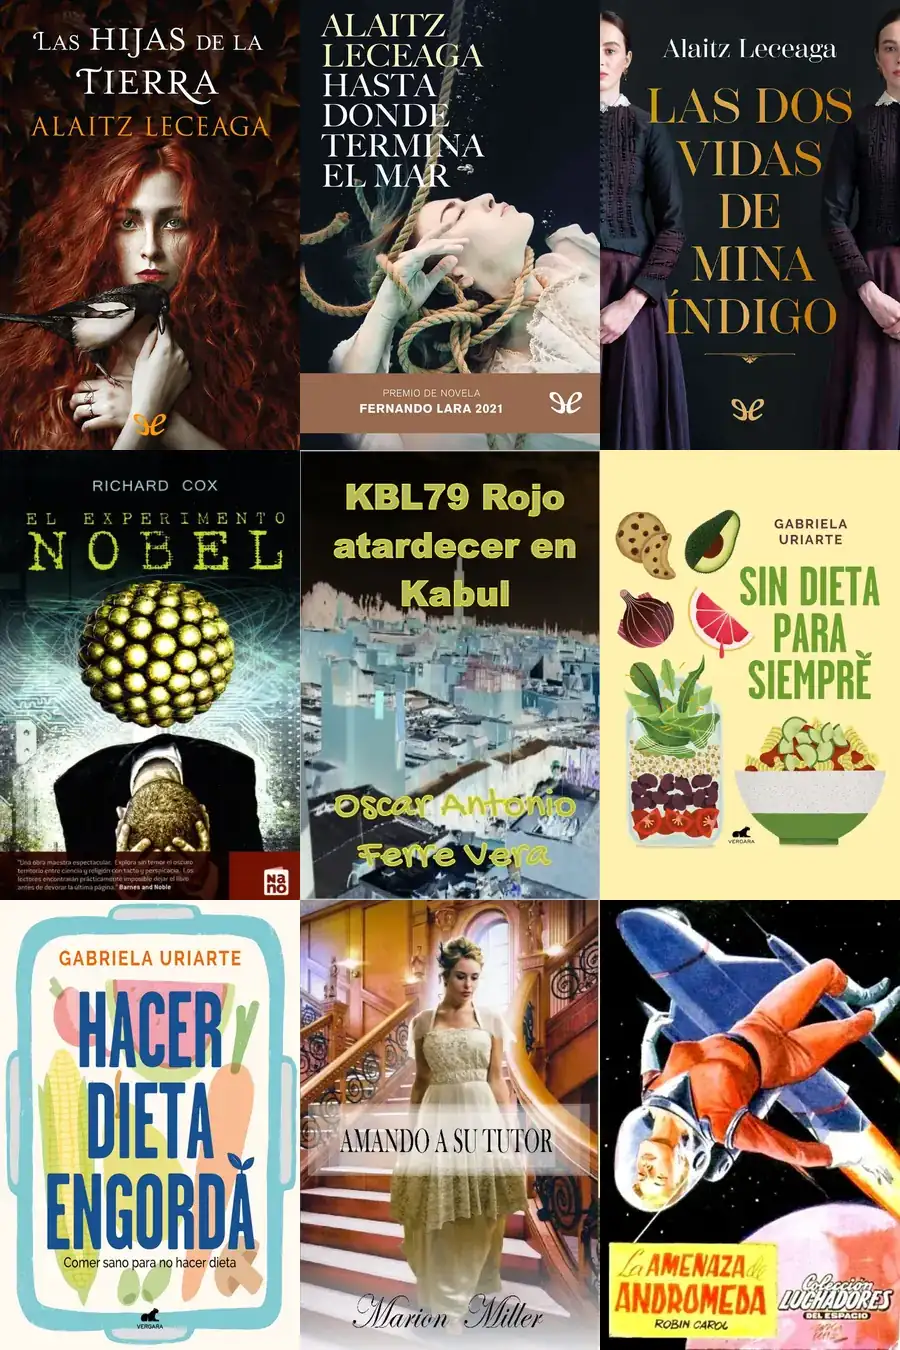 LAS HIJAS DE LA
TIERRA
ALAITZ LECEAGA
ALAITZ
LECEAGA
HASTA
DONDE
TERMINA
EL MAR
PREMIO DE NOVELA
FERNANDO LARA 2021
Alaitz Leceaga
LAS DOS
VIDAS
DE
MINA
ÍNDIGO
RICHARD COX
EL EXPERIMENTO
NOBEL
"Una obra maestra espectacular. Explora sin temor el oscuro
territorio entre ciencia y religión con tacto y perspicacia. Los
lectores encontrarán prácticamente imposible dejar el libro
antes de devorar la última página." Barnes and Noble
NA
NO
KBL79 Rojo
atardecer en
Kabul
Oscar Antonio
Ferre Vera
GABRIELA
URIARTE
SIN DIETA
PARA
SIEMPRE
VERGARA
GABRIELA URIARTE
HACER
DIETA
ENGORDA
Comer sano para no hacer dieta
VERGARA
AMANDO A SU TUTOR
Marion Miller
La AMENAZA de
ANDROMEDA
ROBIN CAROL
Colección
LUCHADORES
DEL ESPACIO